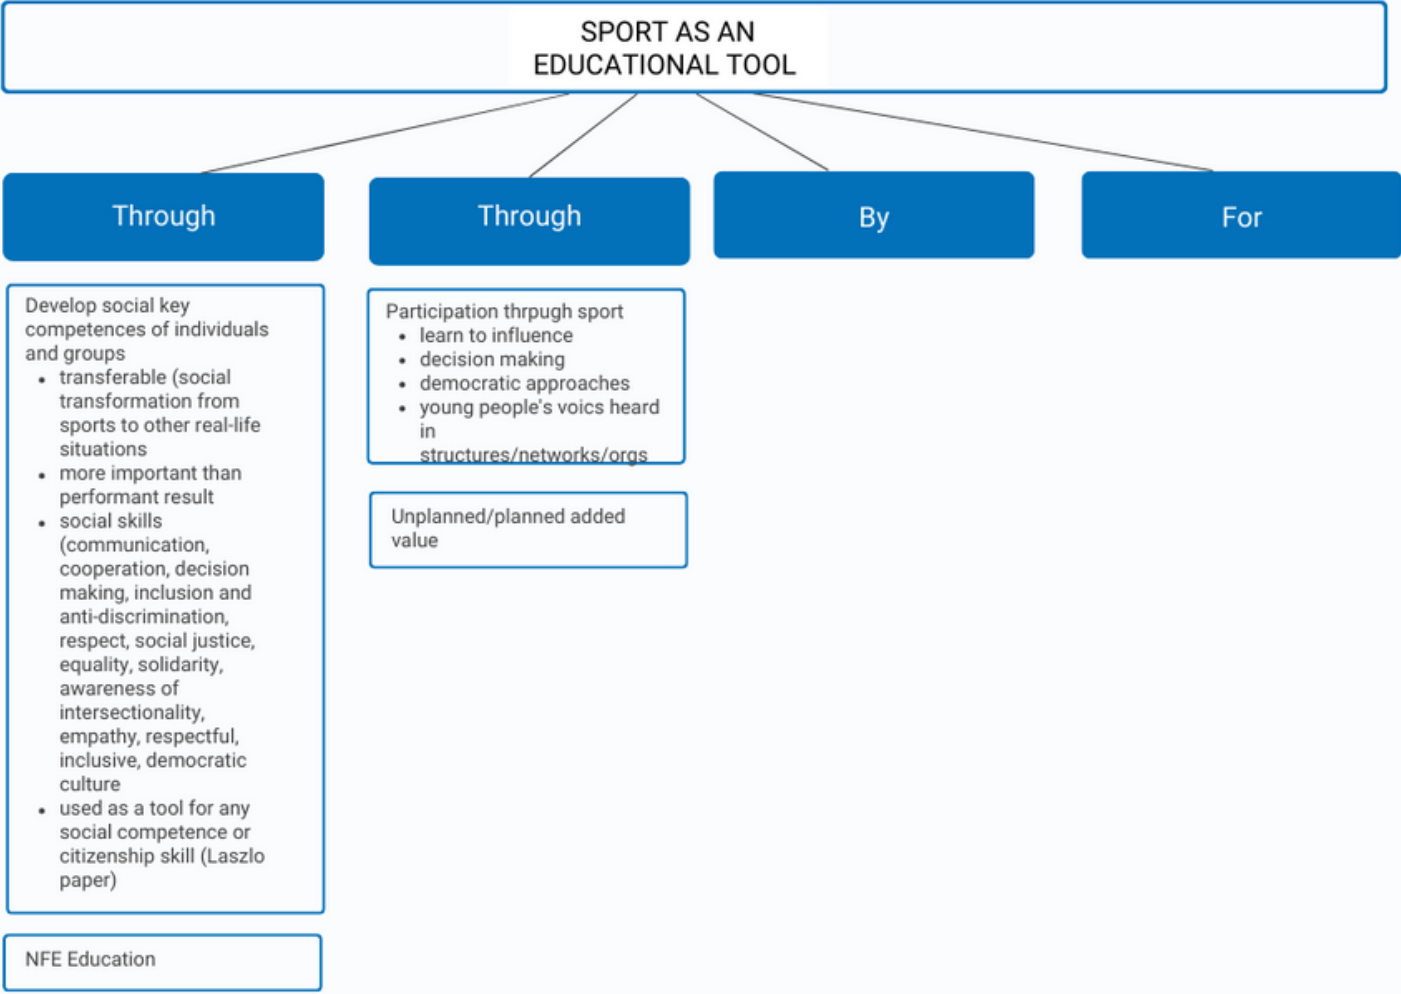 SPORT AS AN
EDUCATIONAL TOOL
Through
Through
By
For
Develop social key
competences of individuals
and groups
• transferable (social
transformation from
sports to other real-life
situations
• more important than
performant result
• social skills
(communication,
cooperation, decision
making, inclusion and
anti-discrimination,
respect, social justice,
equality, solidarity,
awareness of
intersectionality,
empathy, respectful,
inclusive, democratic
culture
• used as a tool for any
social competence or
citizenship skill (Laszlo
paper)
NFE Education
Participation thrpugh sport
• learn to influence
• decision making
• democratic approaches
• young people's voics heard
in
structures/networks/orgs
Unplanned/planned added
value